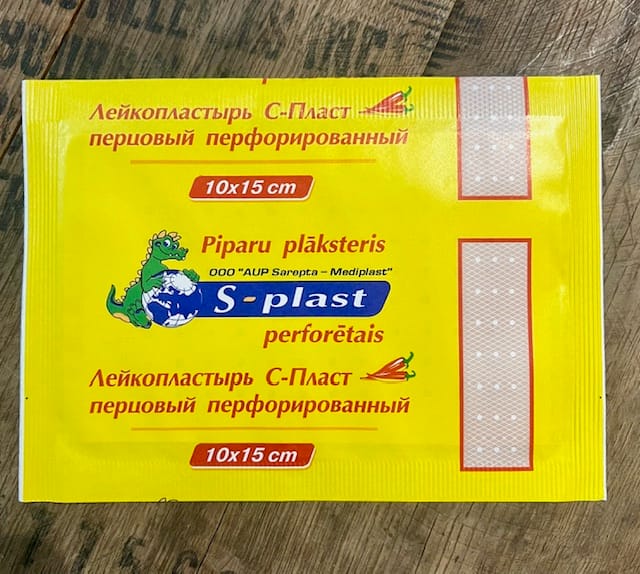 Лейкопластырь С-Пласт
перцовый перфорированный
10x15 cm
Piparu plāksteris
ООО "AUP Sarepta – Mediplast"
S-plast
perforētais
Лейкопластырь С-Пласт
перцовый перфорированный
10x15 cm